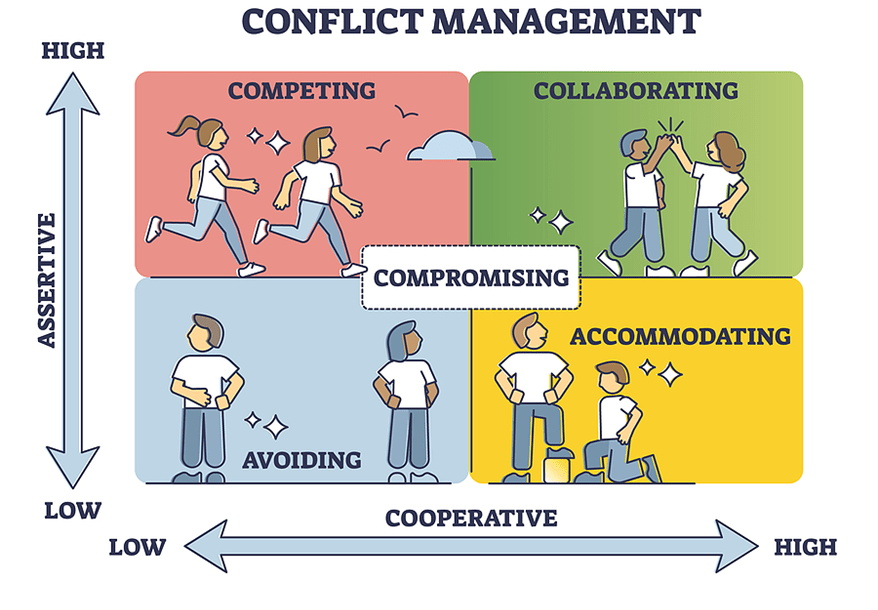 CONFLICT MANAGEMENT
HIGH
COMPETING
COLLABORATING
ASSERTIVE
COMPROMISING
ACCOMMODATING
AVOIDING
LOW
COOPERATIVE
LOW
HIGH